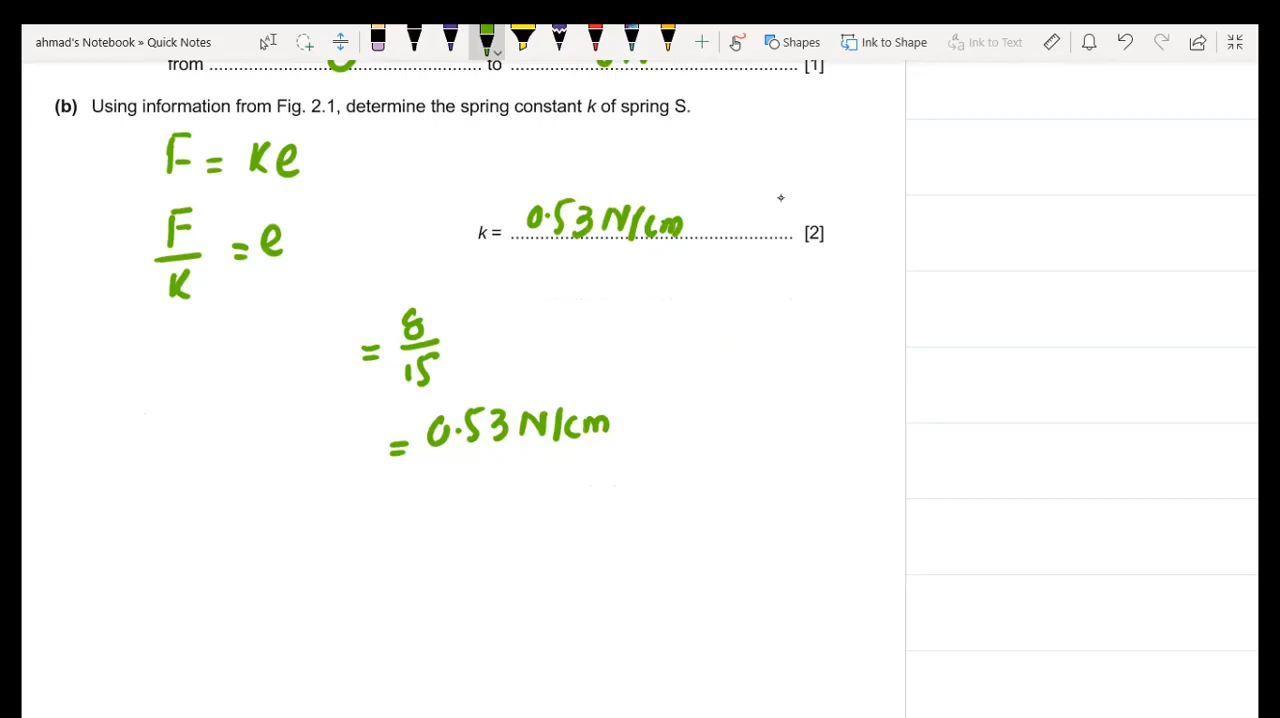 ahmad's Notebook » Quick Notes
Shapes
Ink to Shape
Ink to Text
from ........ to ........ [1]
(b) Using information from Fig. 2.1, determine the spring constant k of spring S.
F = ke
F/k = e
k = 0.53 N/cm [2]
= 8/15
= 0.53 N/cm